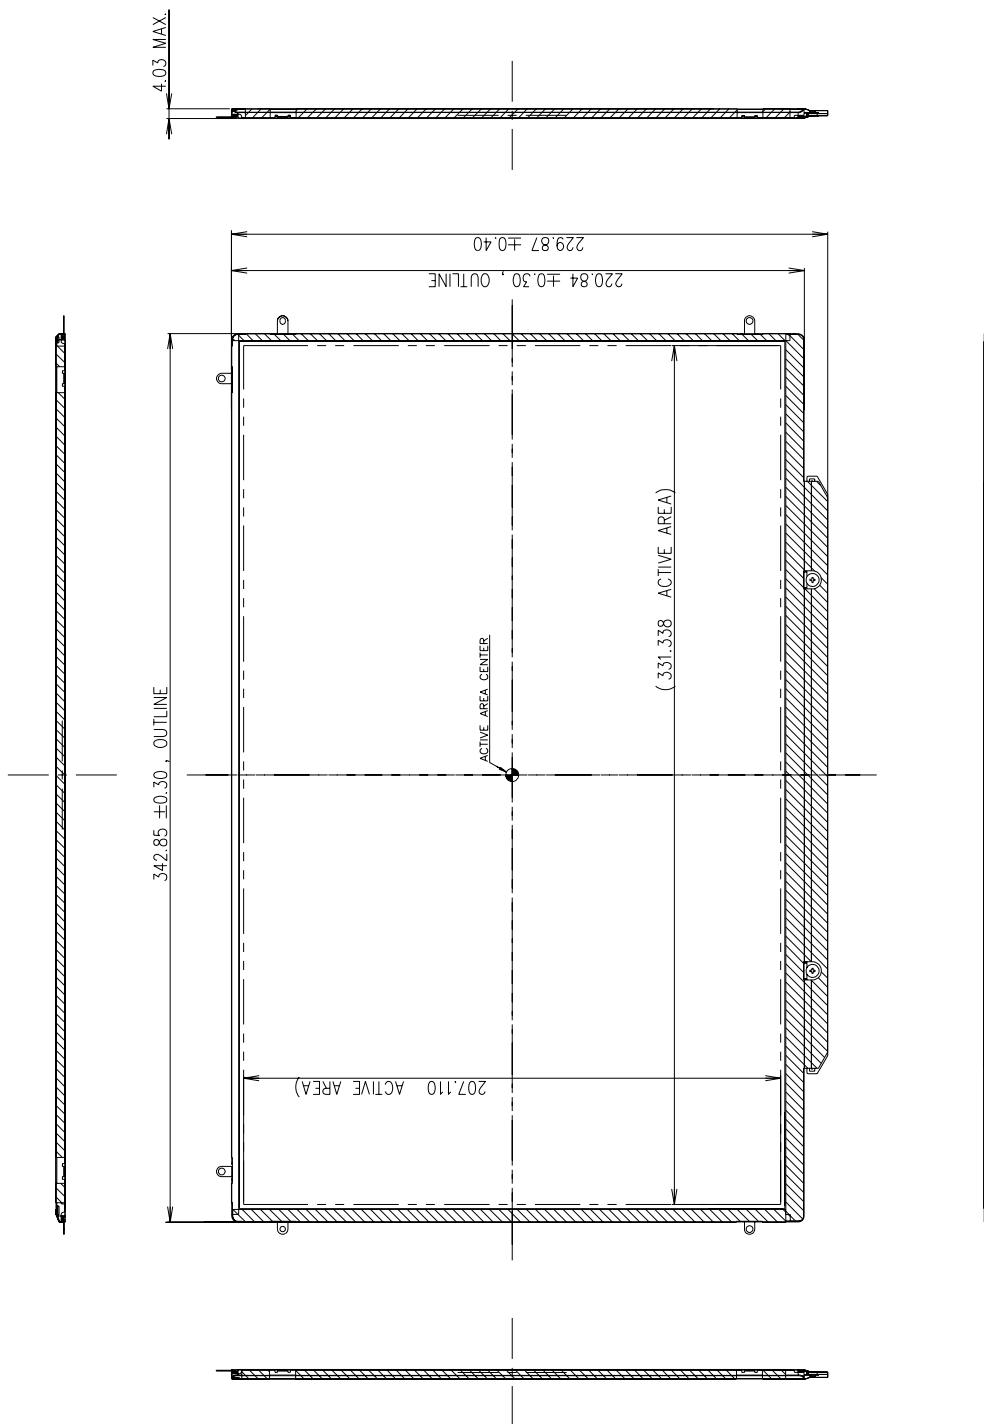 4.03 MAX.
229.87 ±0.40
220.84 ±0.30 , OUTLINE
(331.338 ACTIVE AREA)
ACTIVE AREA CENTER
342.85 ±0.30 , OUTLINE
207.110 ACTIVE AREA)